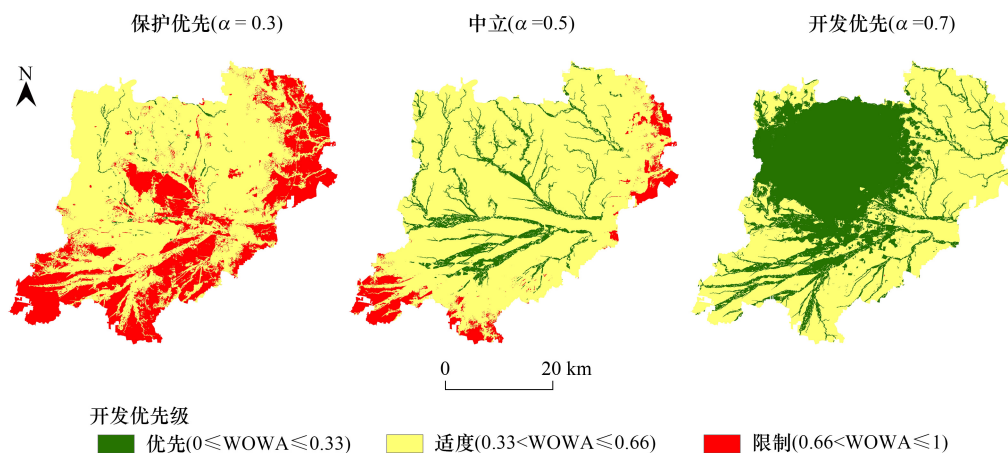 保护优先(α = 0.3)
中立(α=0.5)
开发优先(α=0.7)
N
0 20 km
开发优先级
优先(0≤WOWA≤0.33)
适度(0.33<WOWA≤0.66)
限制(0.66<WOWA≤1)